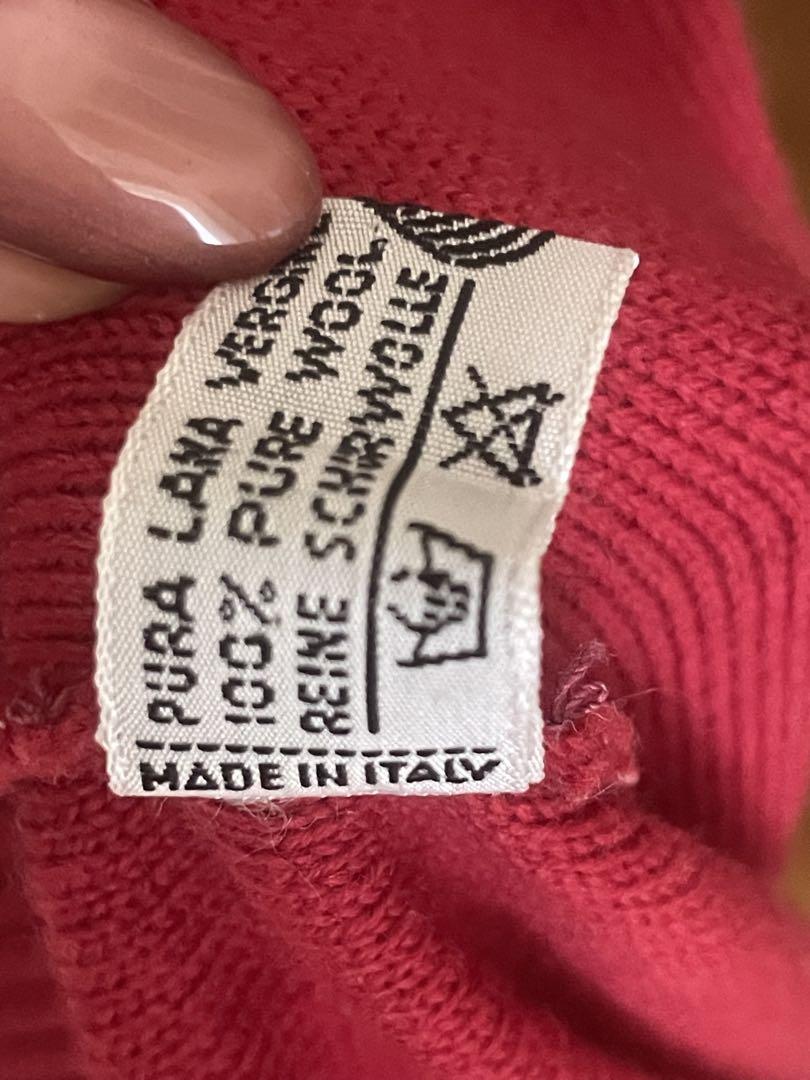 PURA LANA VERGINE
100% PURE WOOL
REINE SCHURWOLLE
MADE IN ITALY